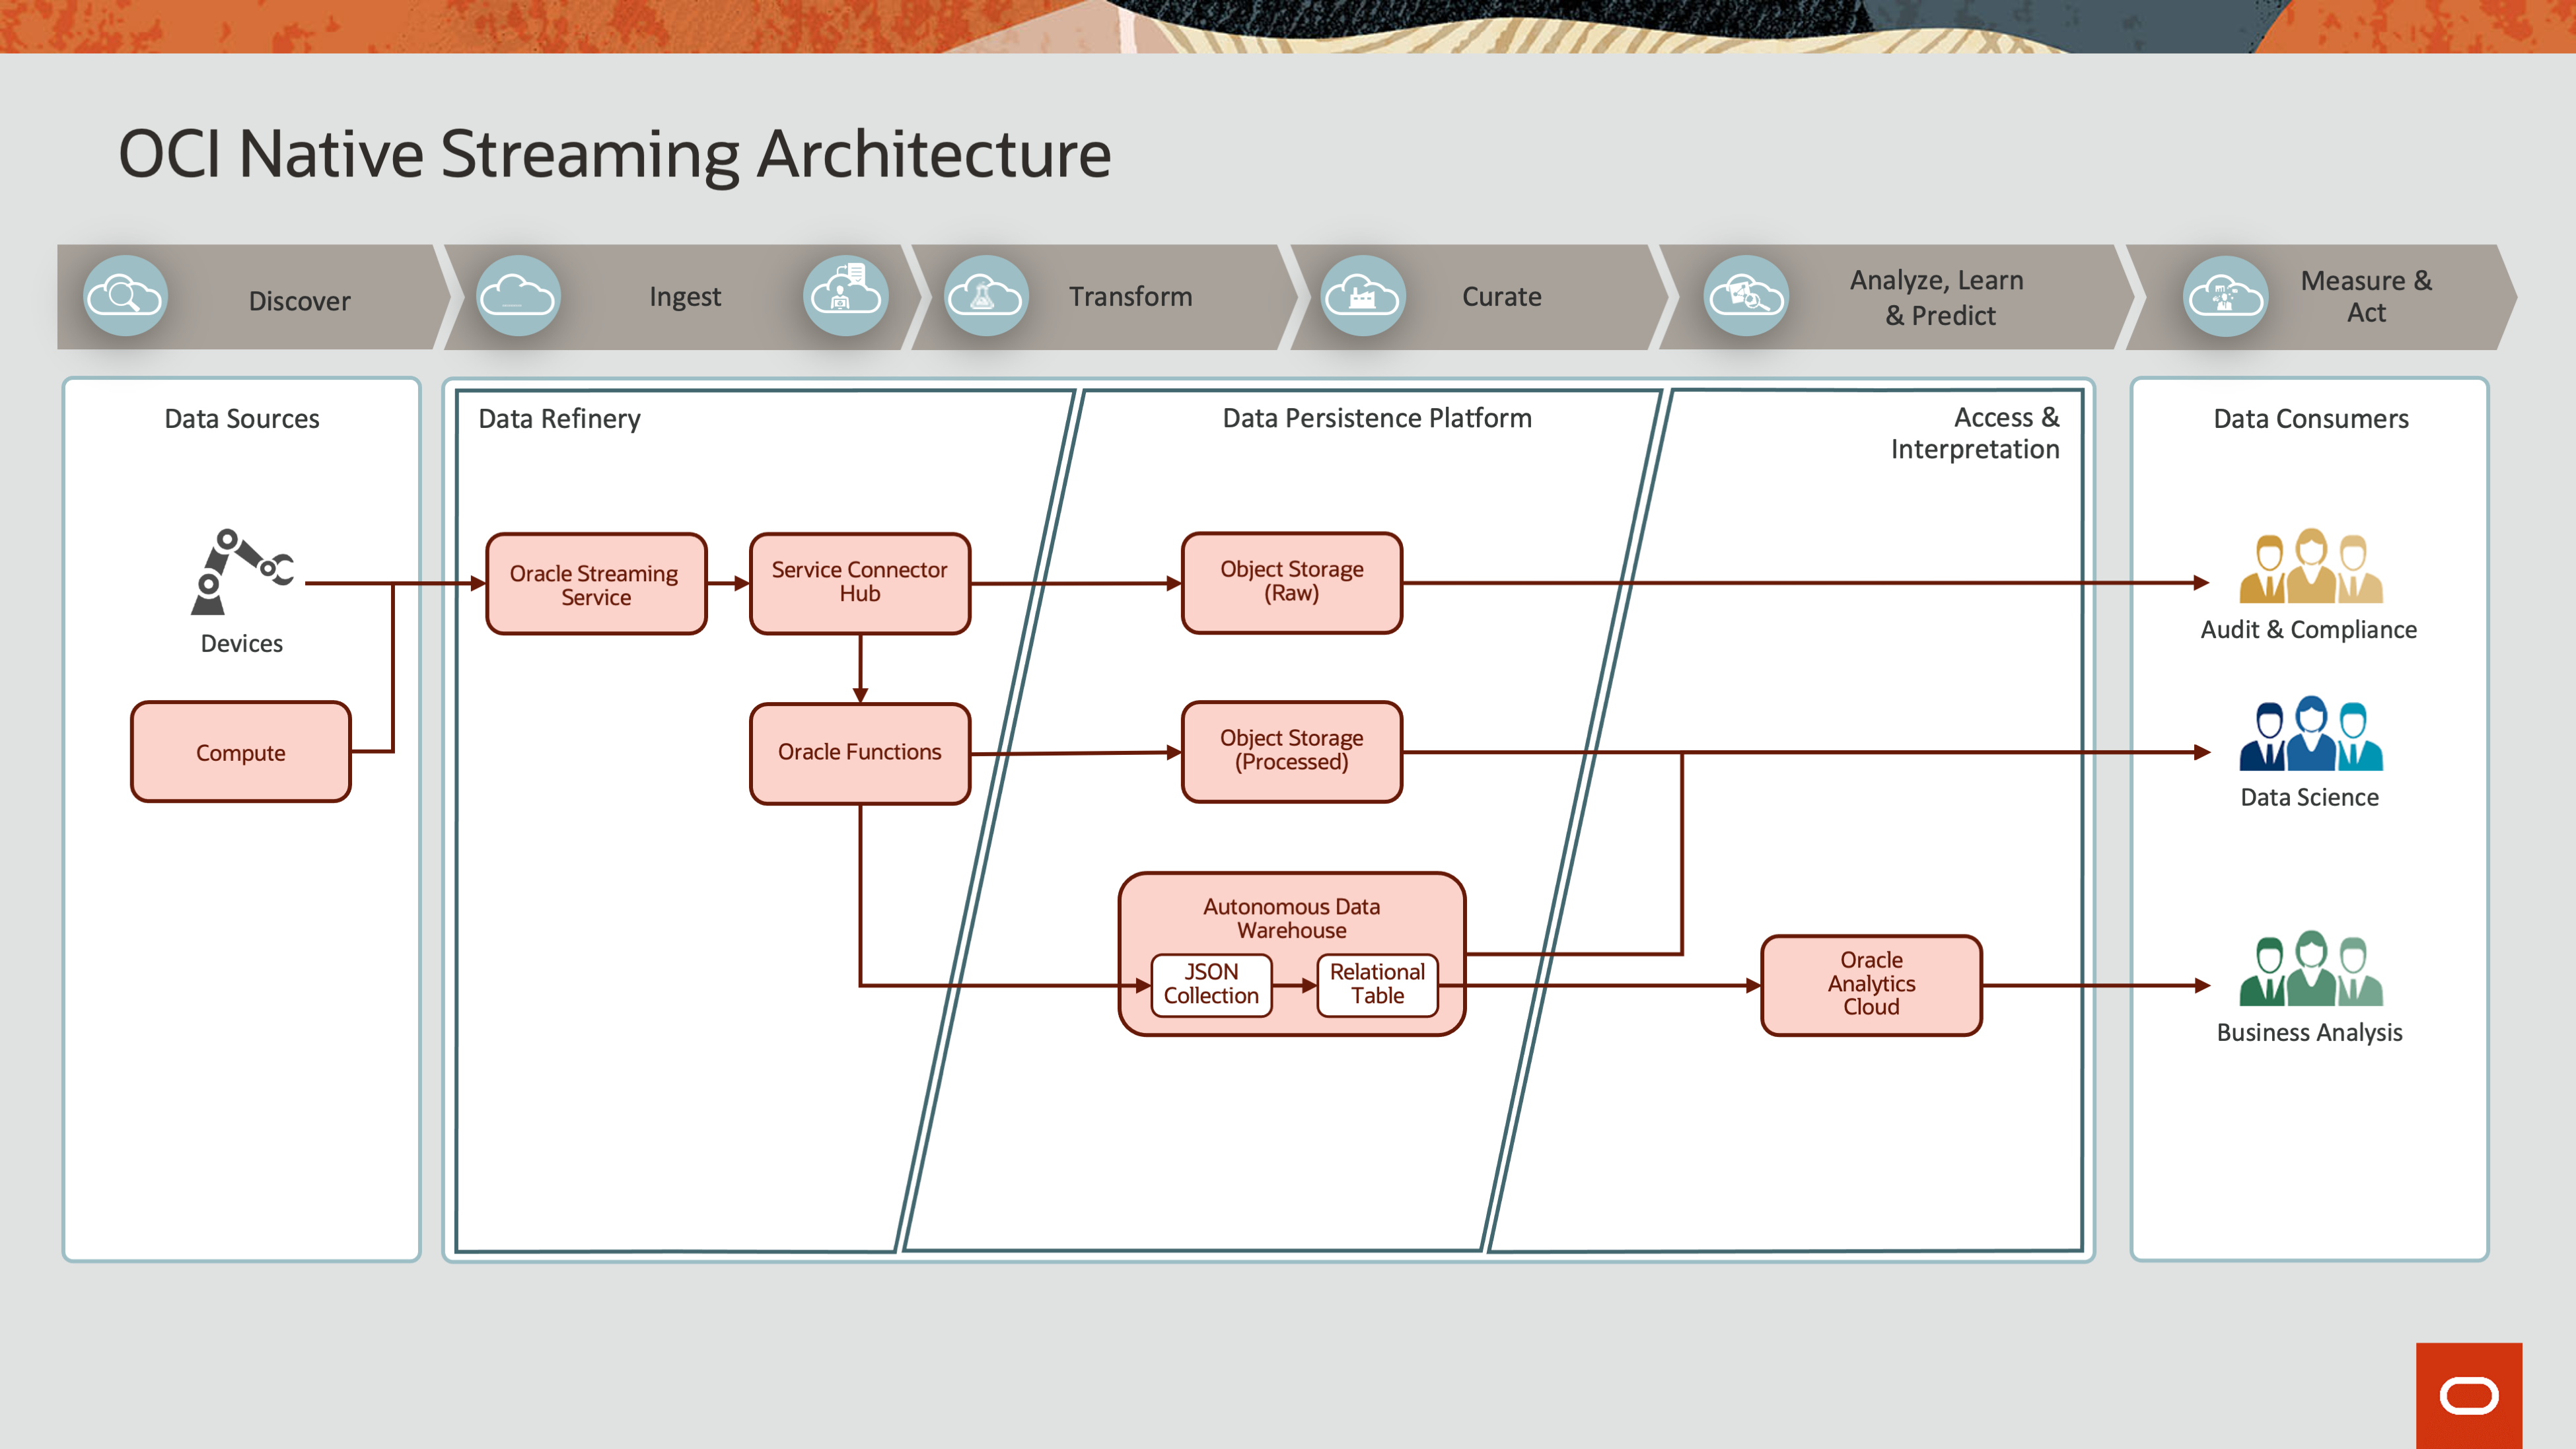 OCI Native Streaming Architecture
Discover
Ingest
Transform
Curate
Analyze, Learn
& Predict
Measure &
Act
Data Sources
Devices
Compute
Data Refinery
Oracle Streaming
Service
Service Connector
Hub
Oracle Functions
Data Persistence Platform
Object Storage
(Raw)
Object Storage
(Processed)
Autonomous Data
Warehouse
JSON
Collection
Relational
Table
Access &
Interpretation
Oracle
Analytics
Cloud
Data Consumers
Audit & Compliance
Data Science
Business Analysis